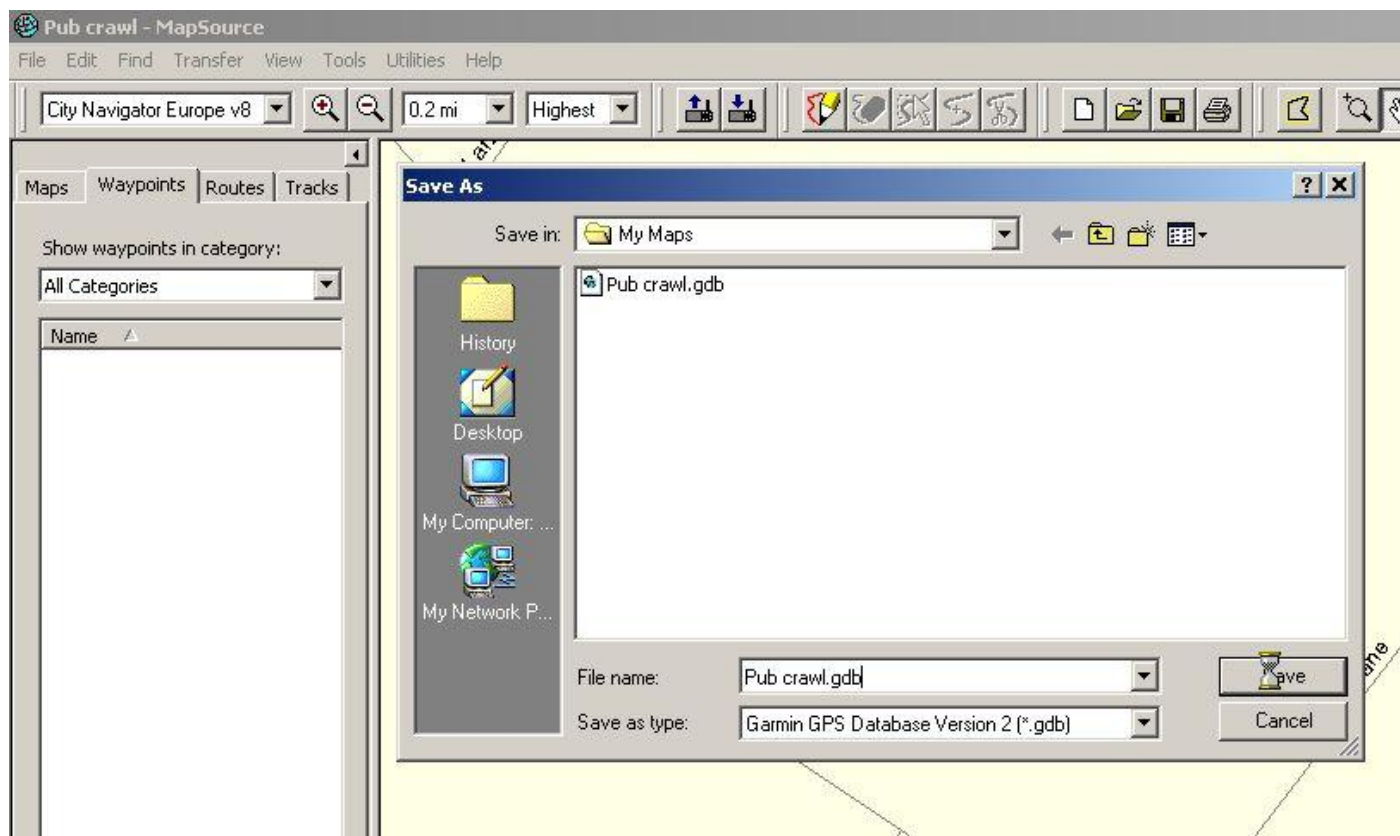 Pub crawl - MapSource
File Edit Find Transfer View Tools Utilities Help
City Navigator Europe v8 0.2 mi Highest
Maps Waypoints Routes Tracks
Show waypoints in category:
All Categories
Name
Save As
Save in: My Maps
Pub crawl.gdb
History
Desktop
My Computer: ...
My Network P...
File name: Pub crawl.gdb
Save as type: Garmin GPS Database Version 2 (*.gdb)
Save
Cancel